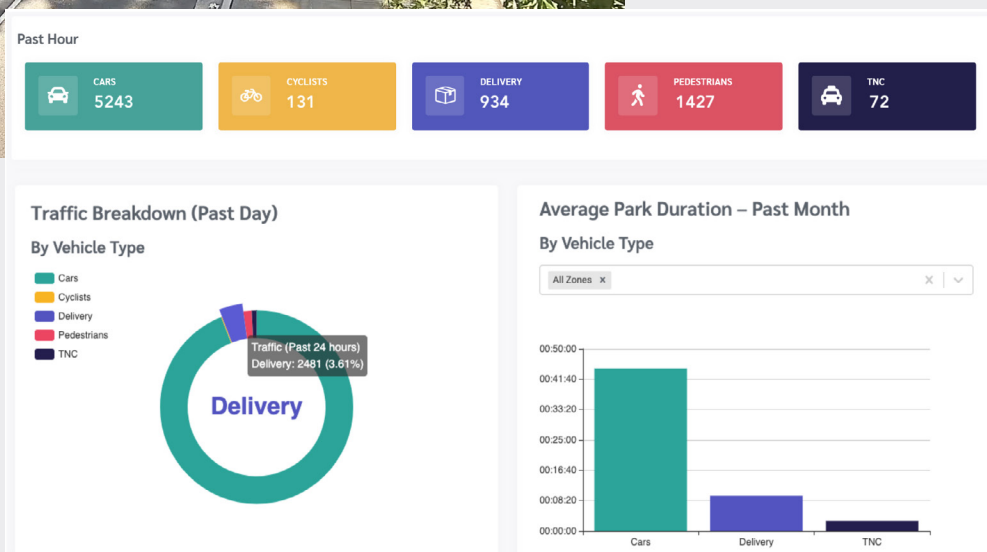 Past Hour
CARS
5243
CYCLISTS
131
DELIVERY
934
PEDESTRIANS
1427
TNC
72
Traffic Breakdown (Past Day)
By Vehicle Type
Cars
Cyclists
Delivery
Pedestrians
TNC
Traffic (Past 24 hours)
Delivery: 2481 (3.61%)
Delivery
Average Park Duration – Past Month
By Vehicle Type
All Zones x
00:50:00
00:41:40
00:33:20
00:25:00
00:16:40
00:08:20
00:00:00
Cars Delivery TNC